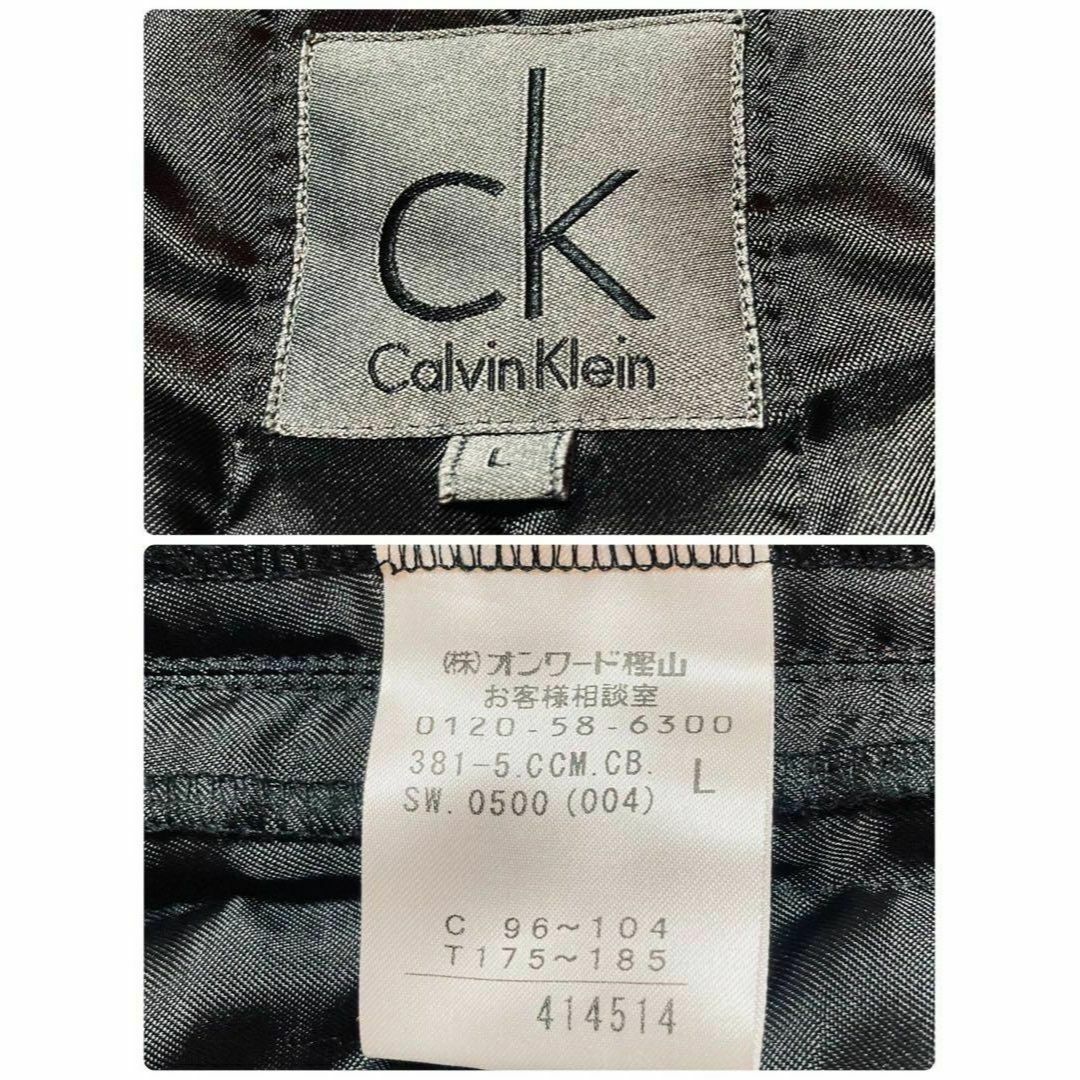 ck
Calvin Klein
L
(株)オンワード樫山
お客様相談室
0120-58-6300
381-5.CCM.CB.
SW.0500(004)
L
C 96～104
T175～185
414514